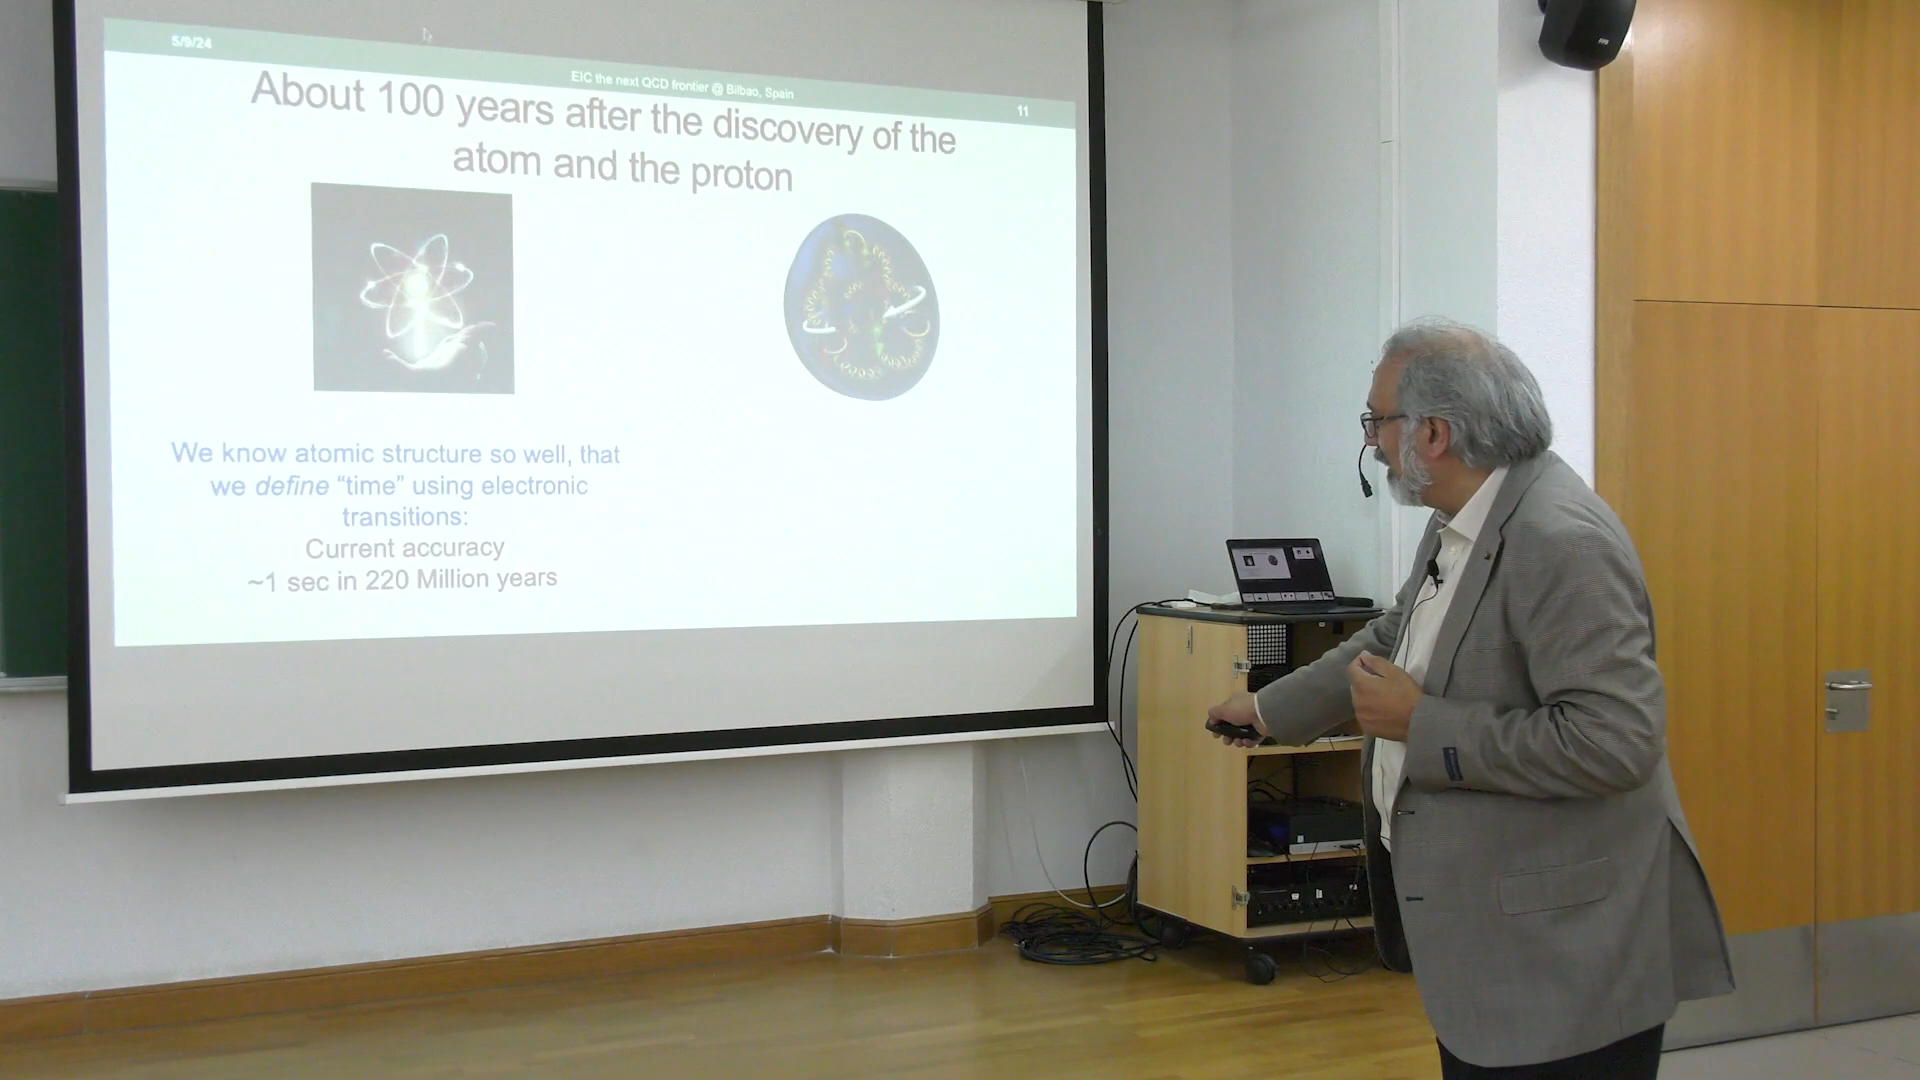 5/9/24
EIC the next QCD frontier @ Bilbao, Spain
11
About 100 years after the discovery of the
atom and the proton
We know atomic structure so well, that
we define “time” using electronic
transitions:
Current accuracy
~1 sec in 220 Million years